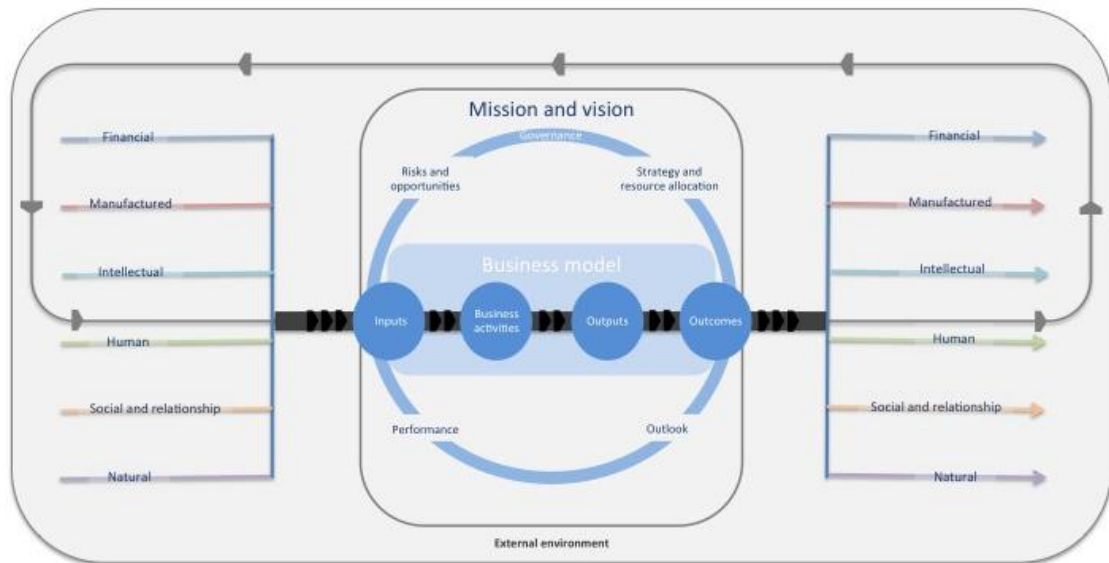 Mission and vision
Governance
Risks and
opportunities
Strategy and
resource allocation
Financial
Manufactured
Intellectual
Human
Social and relationship
Natural
Business model
Inputs
Business
activities
Outputs
Outcomes
Performance
Outlook
Financial
Manufactured
Intellectual
Human
Social and relationship
Natural
External environment